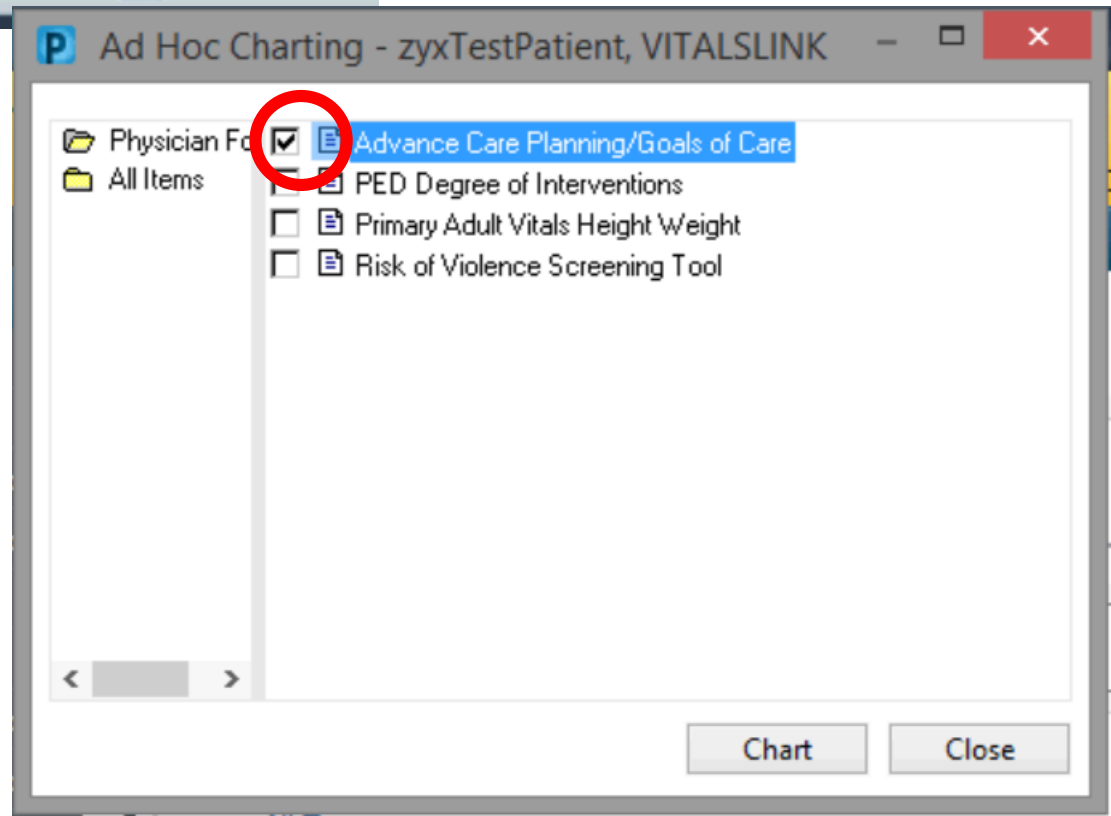 P Ad Hoc Charting - zyxTestPatient, VITALSLINK
Physician Fo
All Items
Advance Care Planning/Goals of Care
PED Degree of Interventions
Primary Adult Vitals Height Weight
Risk of Violence Screening Tool
Chart Close